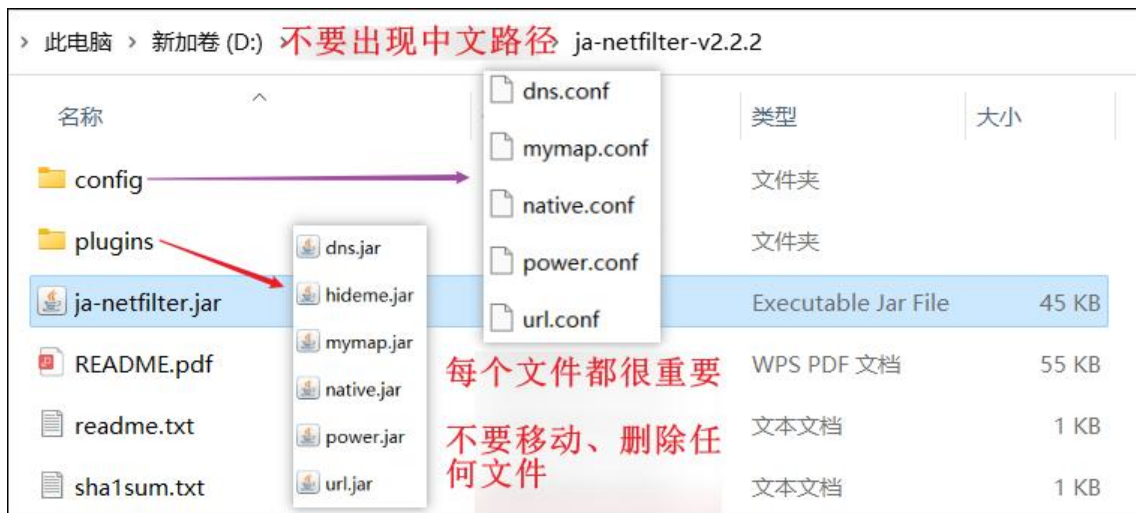 此电脑 › 新加卷 (D:) › 不要出现中文路径 › ja-netfilter-v2.2.2
名称 类型 大小
config 文件夹
plugins 文件夹
ja-netfilter.jar Executable Jar File 45 KB
README.pdf WPS PDF 文档 55 KB
readme.txt 文本文档 1 KB
sha1sum.txt 文本文档 1 KB
dns.jar
hideme.jar
mymap.jar
native.jar
power.jar
url.jar
dns.conf
mymap.conf
native.conf
power.conf
url.conf
每个文件都很重要
不要移动、删除任
何文件